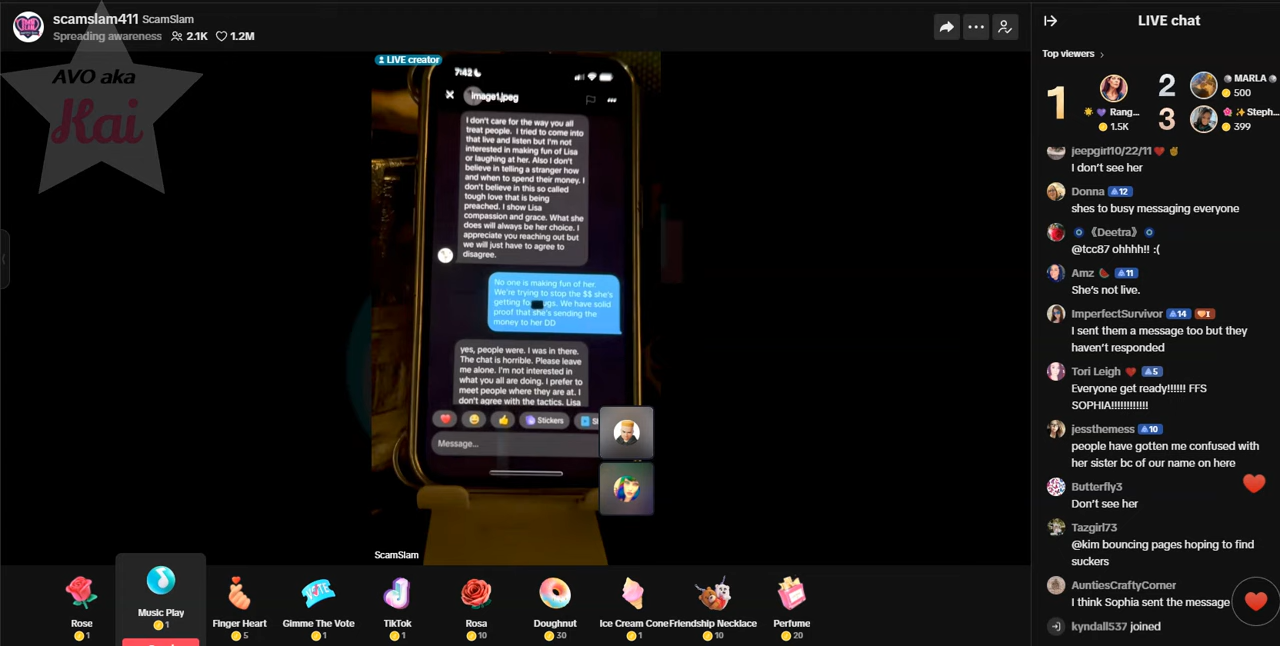 scamslam411 ScamSlam
Spreading awareness 2.1K 1.2M
AVO aka
Kai
LIVE creator
7:42
image1.jpeg
I don't care for the way you all
treat people. I tried to come into
that live and listen but I'm not
interested in making fun of Lisa
or laughing at her. Also I don't
believe in telling a stranger how
and when to spend their money. I
don't believe in this so called
tough love that is being
preached. I show Lisa
compassion and grace. What she
does will always be her choice. I
appreciate you reaching out but
we will just have to agree to
disagree.
No one is making fun of her.
We're trying to stop the $$ she's
getting We have solid
proof that she's sending the
money to her DD
yes, people were. I was in there.
The chat is horrible. Please leave
me alone. I'm not interested in
what you all are doing. I prefer to
meet people where they are at. I
don't agree with the tactics. Lisa
Stickers
Message...
ScamSlam
Rose
1
Music Play
1
Finger Heart
5
Gimme The Vote
1
TikTok
1
Rosa
10
Doughnut
30
Ice Cream Cone
1
Friendship Necklace
10
Perfume
20
LIVE chat
Top viewers
1
Rang...
1.5K
2
MARLA
500
3
Steph...
399
jeepgirl10/22/11
I don't see her
Donna 12
shes to busy messaging everyone
《Deetra》
@tcc87 ohhhh!! :(
Amz 11
She's not live.
ImperfectSurvivor 14 I
I sent them a message too but they
haven't responded
Tori Leigh 5
Everyone get ready!!!!!! FFS
SOPHIA!!!!!!!!!!!!
jessthemess 10
people have gotten me confused with
her sister bc of our name on here
Butterfly3
Don't see her
Tazgirl73
@kim bouncing pages hoping to find
suckers
AuntiesCraftyCorner
I think Sophia sent the message
kyndall537 joined